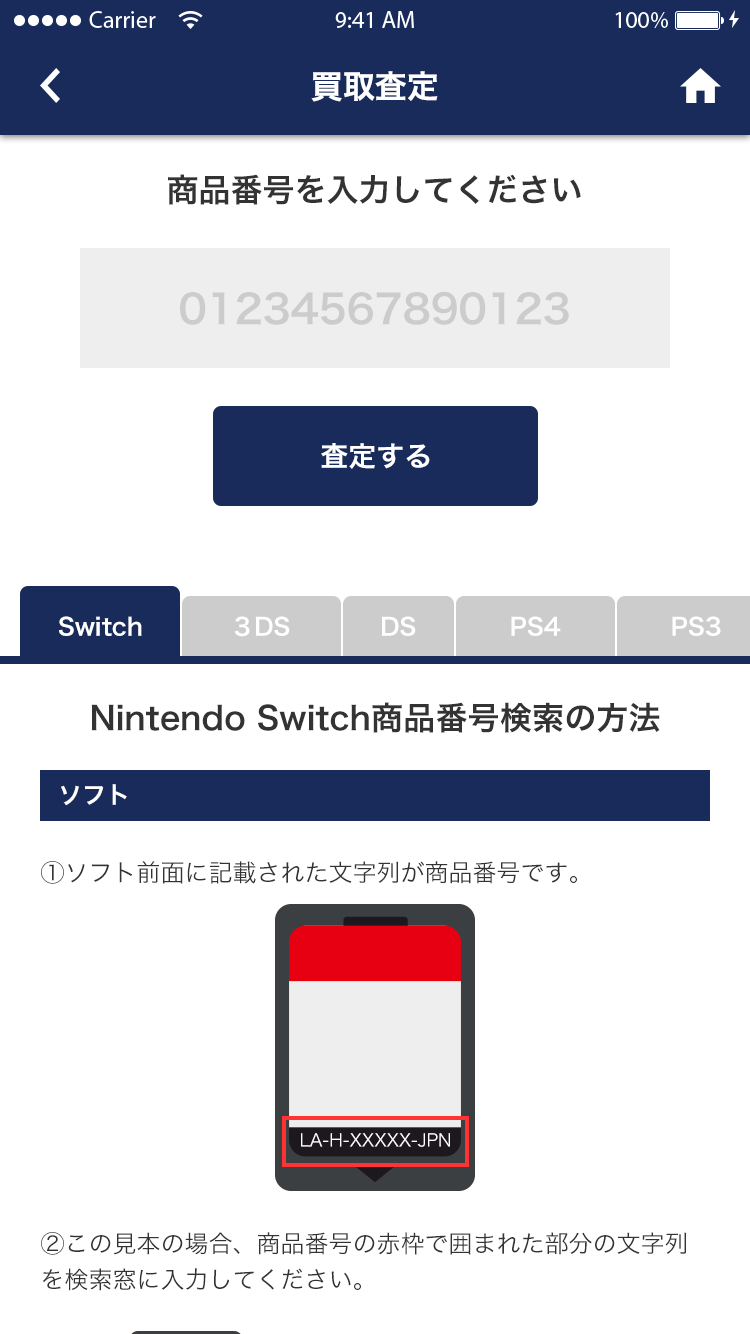 Carrier 9:41 AM 100%
買取査定
商品番号を入力してください
01234567890123
査定する
Switch 3DS DS PS4 PS3
Nintendo Switch商品番号検索の方法
ソフト
①ソフト前面に記載された文字列が商品番号です。
LA-H-XXXXX-JPN
②この見本の場合、商品番号の赤枠で囲まれた部分の文字列
を検索窓に入力してください。